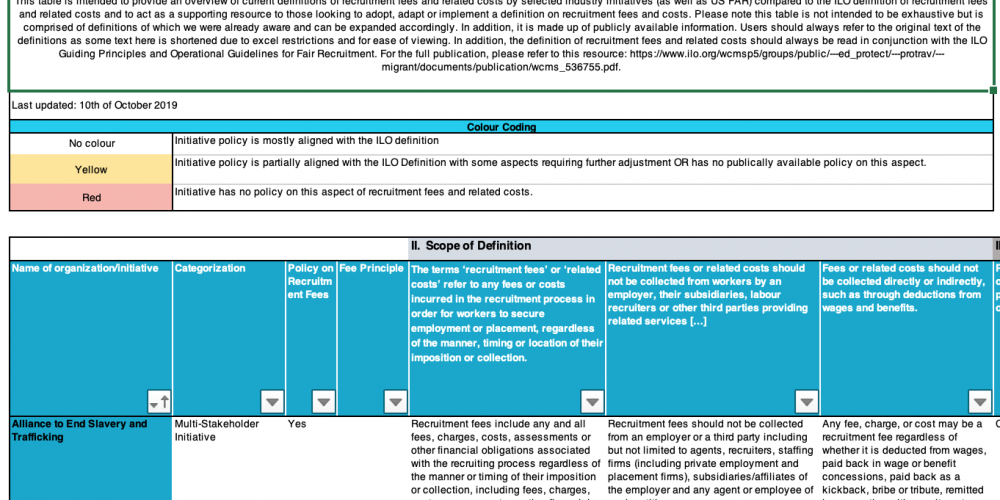 This table is intended to provide an overview of current definitions of recruitment fees and related costs by selected industry initiatives (as well as US FAR) compared to the ILO definition of recruitment fees
and related costs and to act as a supporting resource to those looking to adopt, adapt or implement a definition on recruitment fees and costs. Please note this table is not intended to be exhaustive but is
comprised of definitions of which we were already aware and can be expanded accordingly. In addition, it is made up of publicly available information. Users should always refer to the original text of the
definitions as some text here is shortened due to excel restrictions and for ease of viewing. In addition, the definition of recruitment fees and related costs should always be read in conjunction with the ILO
Guiding Principles and Operational Guidelines for Fair Recruitment. For the full publication, please refer to this resource: https://www.ilo.org/wcmsp5/groups/public/---ed_protect/---protrav/---
migrant/documents/publication/wcms_536755.pdf.
Last updated: 10th of October 2019
Colour Coding
No colour
Initiative policy is mostly aligned with the ILO definition
Yellow
Initiative policy is partially aligned with the ILO Definition with some aspects requiring further adjustment OR has no publically available policy on this aspect.
Red
Initiative has no policy on this aspect of recruitment fees and related costs.
II. Scope of Definition
Name of organization/initiative
Categorization
Policy on
Recruitm
ent Fees
Fee Principle
The terms 'recruitment fees' or 'related
costs' refer to any fees or costs
incurred in the recruitment process in
order for workers to secure
employment or placement, regardless
of the manner, timing or location of their
imposition or collection.
Recruitment fees or related costs should
not be collected from workers by an
employer, their subsidiaries, labour
recruiters or other third parties providing
related services [...]
Fees or related costs should not
be collected directly or indirectly,
such as through deductions from
wages and benefits.
Alliance to End Slavery and
Trafficking
Multi-Stakeholder
Initiative
Yes
Recruitment fees include any and all
fees, charges, costs, assessments or
other financial obligations associated
with the recruiting process regardless of
the manner or timing of their imposition
or collection, including fees, charges,
Recruitment fees should not be collected
from an employer or a third party including
but not limited to agents, recruiters, staffing
firms (including private employment and
placement firms), subsidiaries/affiliates of
the employer and any agent or employee of
Any fee, charge, or cost may be a
recruitment fee regardless of
whether it is deducted from wages,
paid back in wage or benefit
concessions, paid back as a
kickback, bribe or tribute, remitted